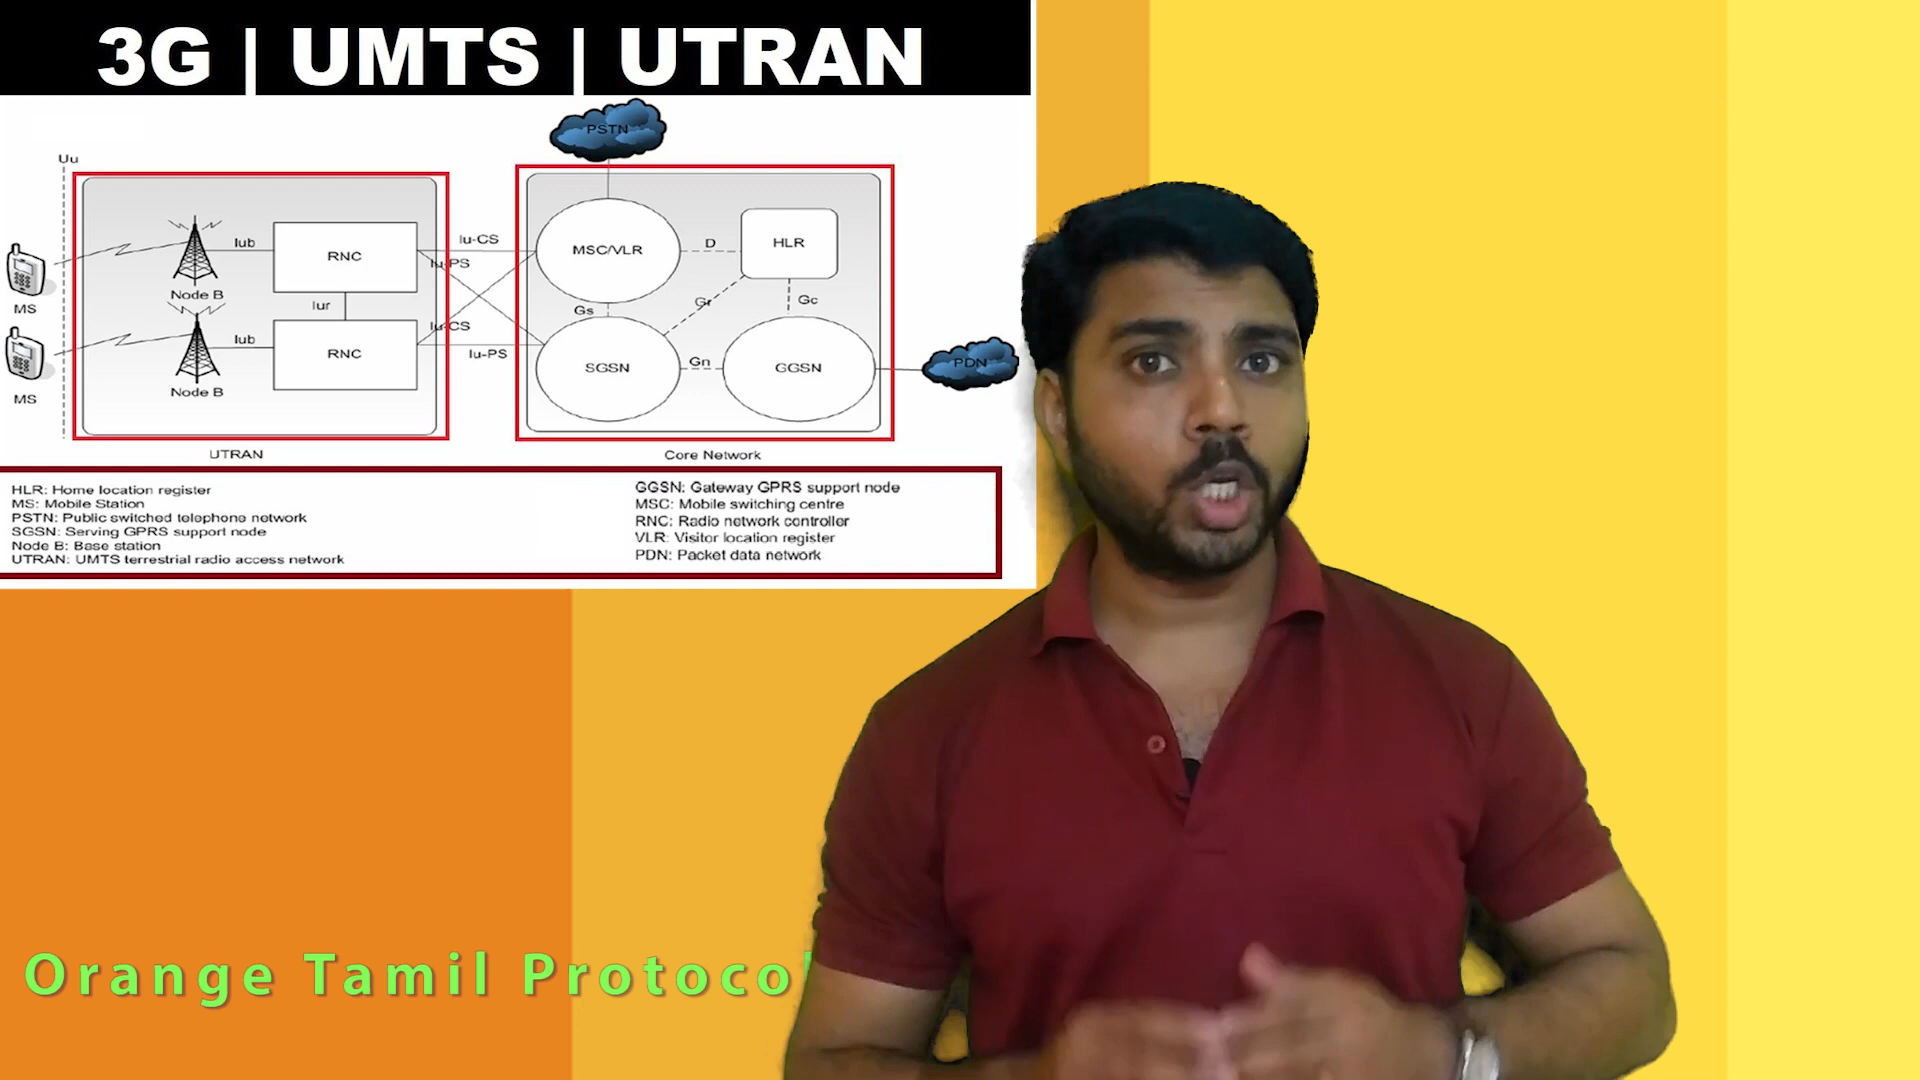 3G | UMTS | UTRAN
PSTN
Uu
Iub
RNC
Iu-CS
Iu-PS
MSC/VLR
D
HLR
MS
Node B
Iur
Gs
Gr
Gc
Iub
RNC
Iu-CS
Iu-PS
SGSN
Gn
GGSN
PDN
MS
Node B
UTRAN
Core Network
HLR: Home location register
MS: Mobile Station
PSTN: Public switched telephone network
SGSN: Serving GPRS support node
Node B: Base station
UTRAN: UMTS terrestrial radio access network
GGSN: Gateway GPRS support node
MSC: Mobile switching centre
RNC: Radio network controller
VLR: Visitor location register
PDN: Packet data network
Orange Tamil Protocol